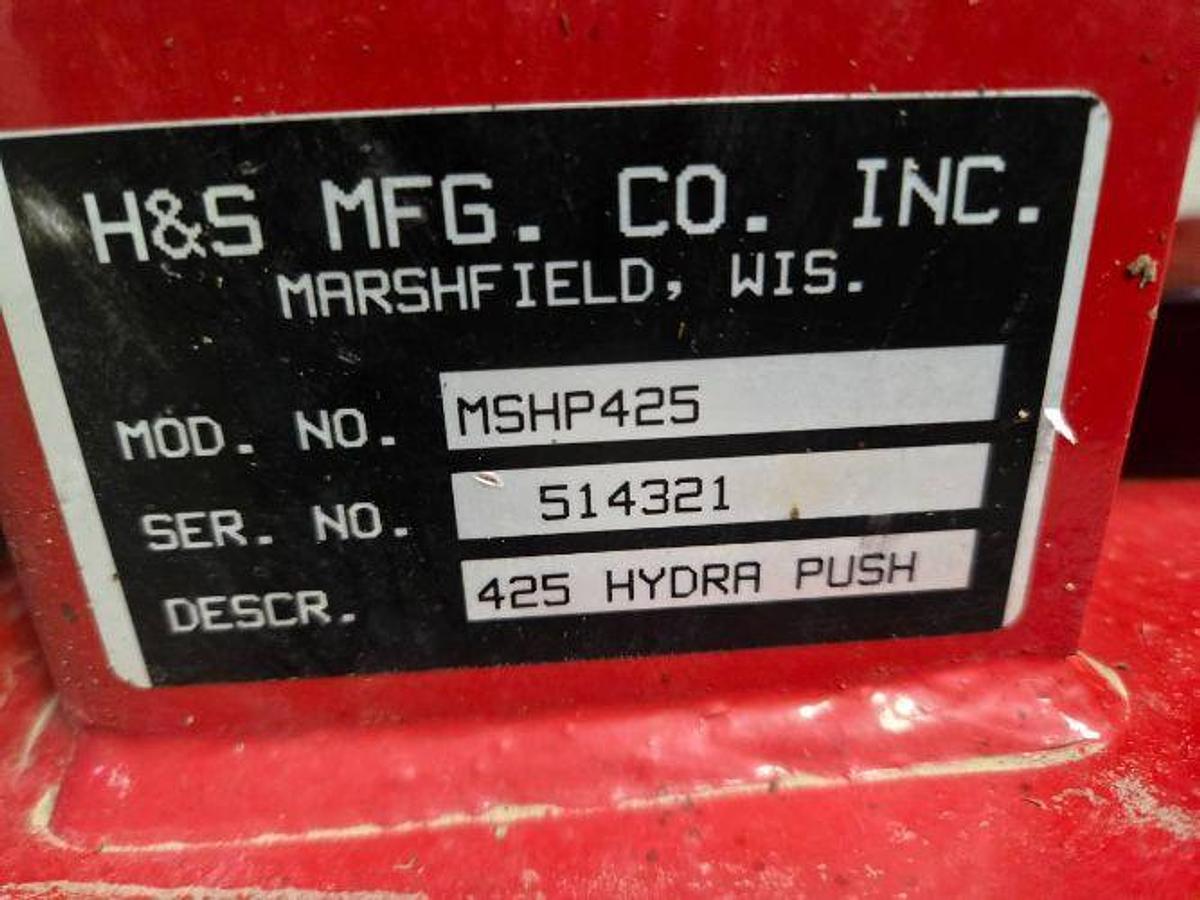 H&S MFG. CO. INC.
MARSHFIELD, WIS.
MOD. NO. MSHP425
SER. NO. 514321
DESCR. 425 HYDRA PUSH